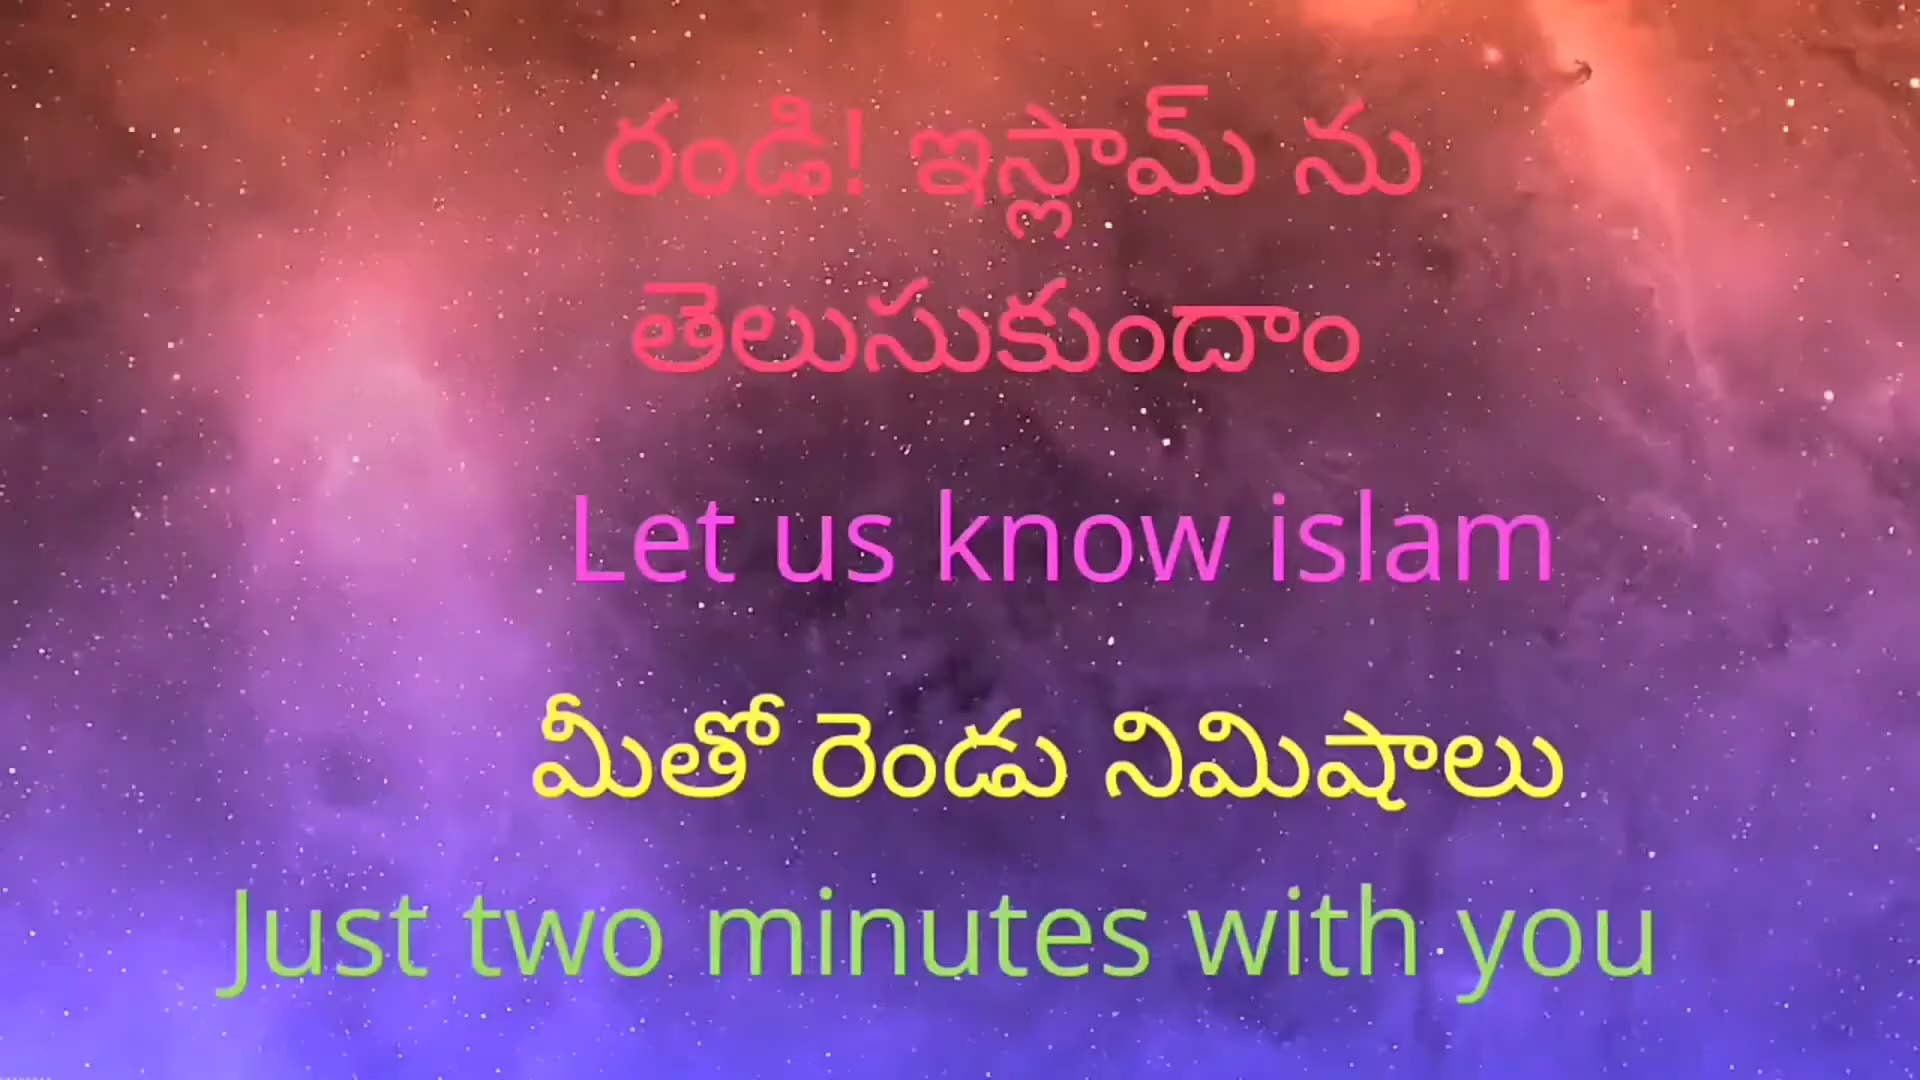 రండి! ఇస్లామ్ ను
తెలుసుకుందాం
Let us know islam
మీతో రెండు నిమిషాలు
Just two minutes with you